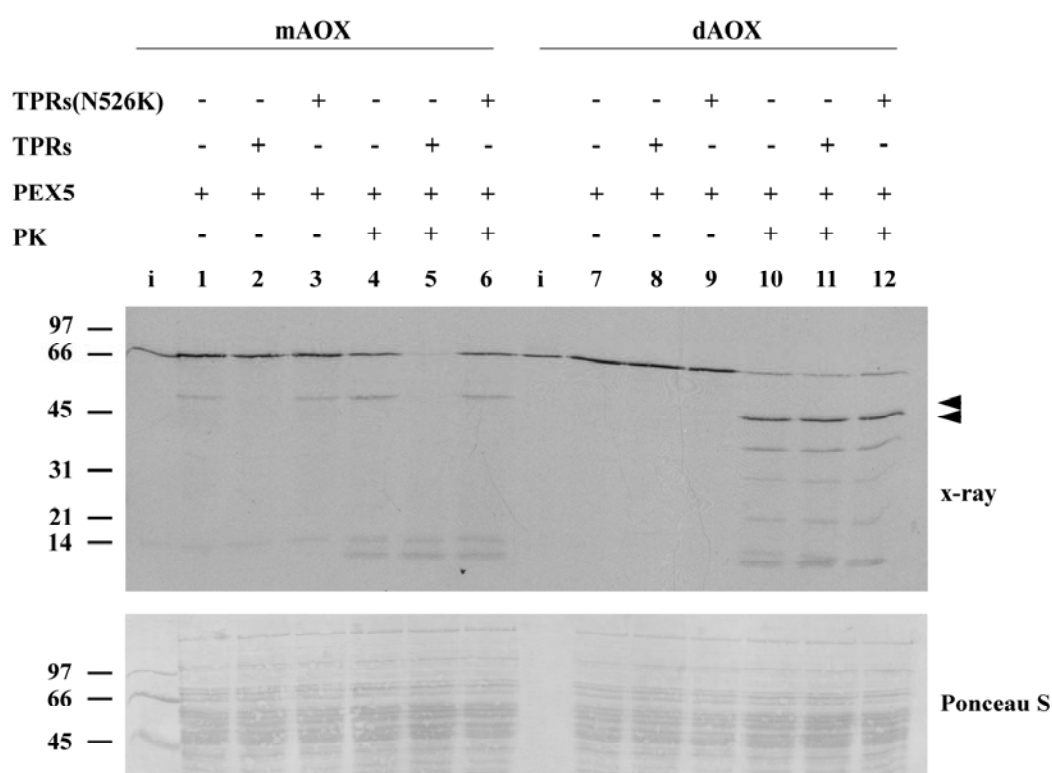 mAOX dAOX
TPRs(N526K) - - + - - + - - + - - +
TPRs - + - - + - - + - - + -
PEX5 + + + + + + + + + + + +
PK - - - + + + - - - + + +
i 1 2 3 4 5 6 i 7 8 9 10 11 12
97
66
45
31
21
14
x-ray
97
66
45
Ponceau S